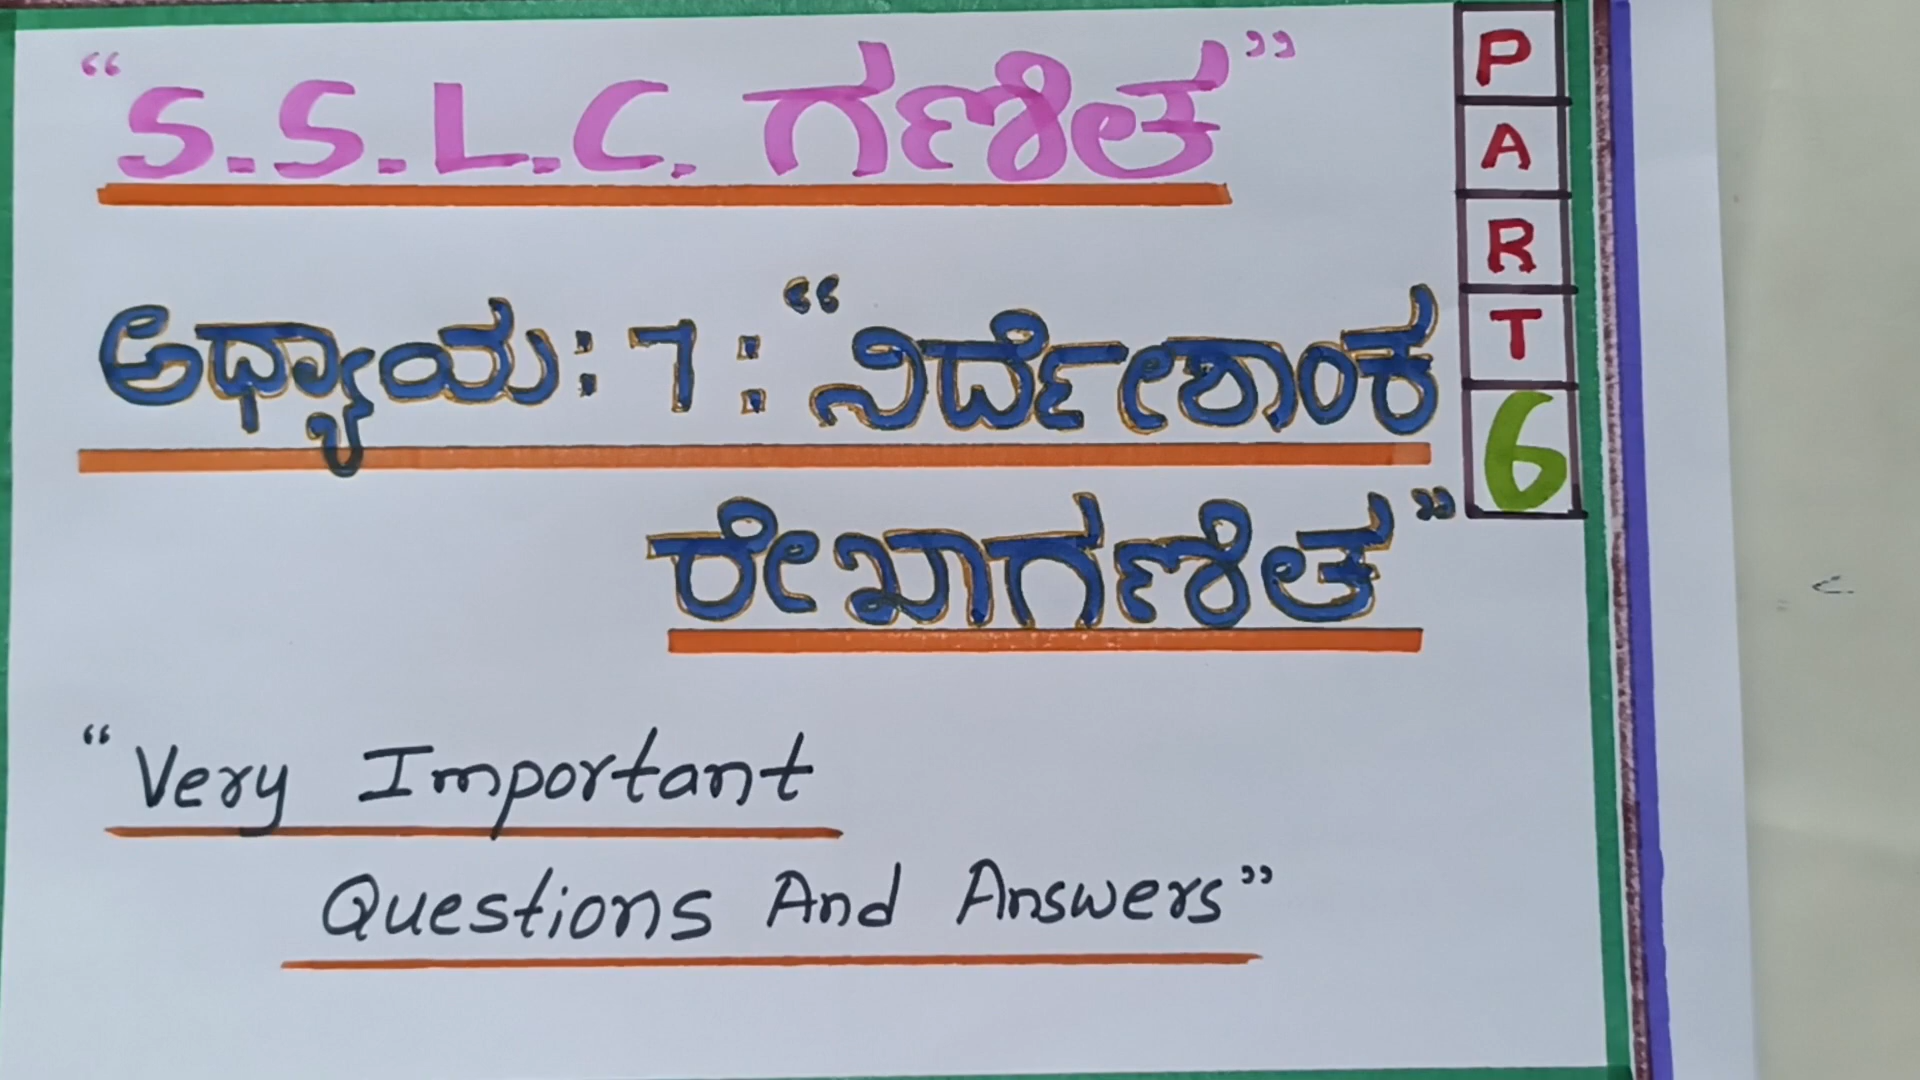 “S.S.L.C. ಗಣಿತ”
ಅಧ್ಯಾಯ: 7 : “ನಿರ್ದೇಶಾಂಕ
ರೇಖಾಗಣಿತ”
“Very Important
Questions And Answers”
PART
6